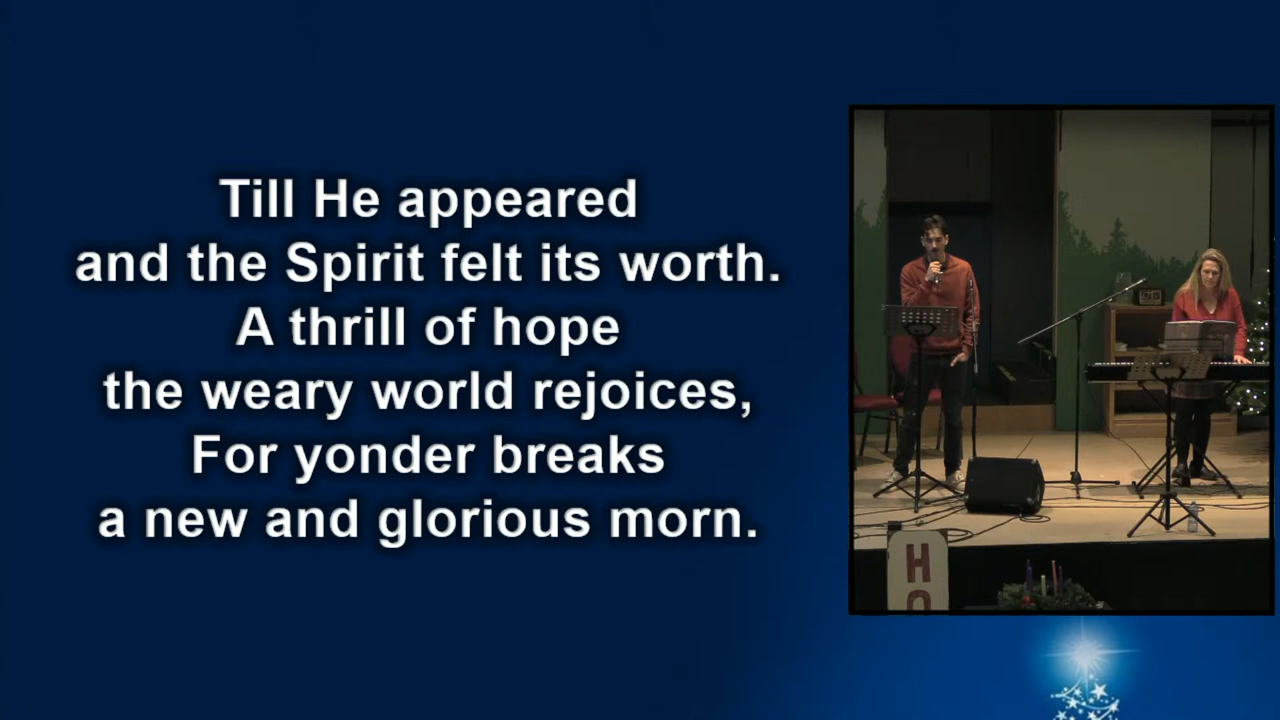 Till He appeared
and the Spirit felt its worth.
A thrill of hope
the weary world rejoices,
For yonder breaks
a new and glorious morn.
HO